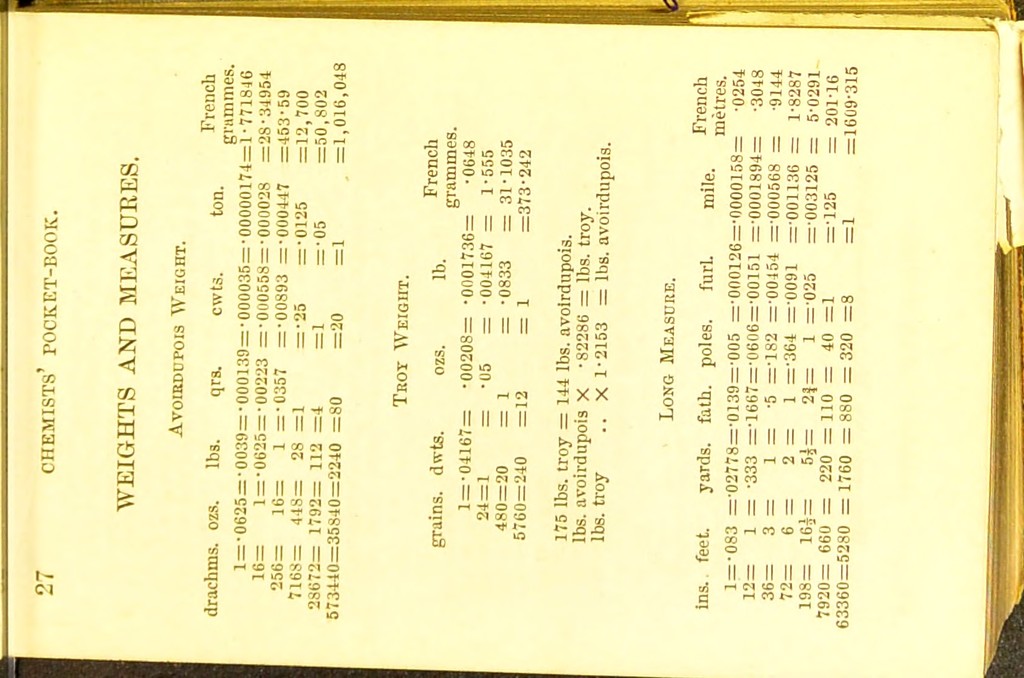 27 CHEMISTS' POCKET-BOOK.
WEIGHTS AND MEASURES.
AVOIRDUPOIS WEIGHT.
drachms. ozs. lbs. qrs. cwts. ton. French grammes.
1=·0625=·0039=·000139=·000035=·00000174=1·771846
16= 1=·0625=·00223 =·000558=·000028 =28·34954
256= 16= 1 =·0357 =·00893 =·000447 =453·59
7168= 448= 28 =1 =·25 =·0125 =12,700
28672= 1792= 112 =4 =1 =·05 =50,802
573440=35840=2240 =80 =20 =1 =1,016,048
TROY WEIGHT.
grains. dwts. ozs. lb. French grammes.
1=·04167= ·00208= ·0001736= ·0648
24=1 = ·05 = ·004167 = 1·555
480=20 = 1 = ·0833 = 31·1035
5760=240 =12 = 1 =373·242
175 lbs. troy = 144 lbs. avoirdupois.
lbs. avoirdupois X ·82286 = lbs. troy.
lbs. troy .. X 1·2153 = lbs. avoirdupois.
LONG MEASURE.
ins. feet. yards. fath. poles. furl. mile. French mètres.
1=·083 =·02778=·0139=·005 =·000126=·0000158= ·0254
12= 1 = ·333 =·1667=·0606=·00151 =·0001894= ·3048
36= 3 = 1 = ·5 =·182 =·00454 =·000568 = ·9144
72= 6 = 2 = 1 =·364 =·0091 =·001136 = 1·8287
198= 16½= 5½= 2¾= 1 =·025 =·003125 = 5·0291
7920= 660 = 220 =110 = 40 =1 =·125 = 201·16
63360=5280 =1760 =880 =320 =8 =1 =1609·315